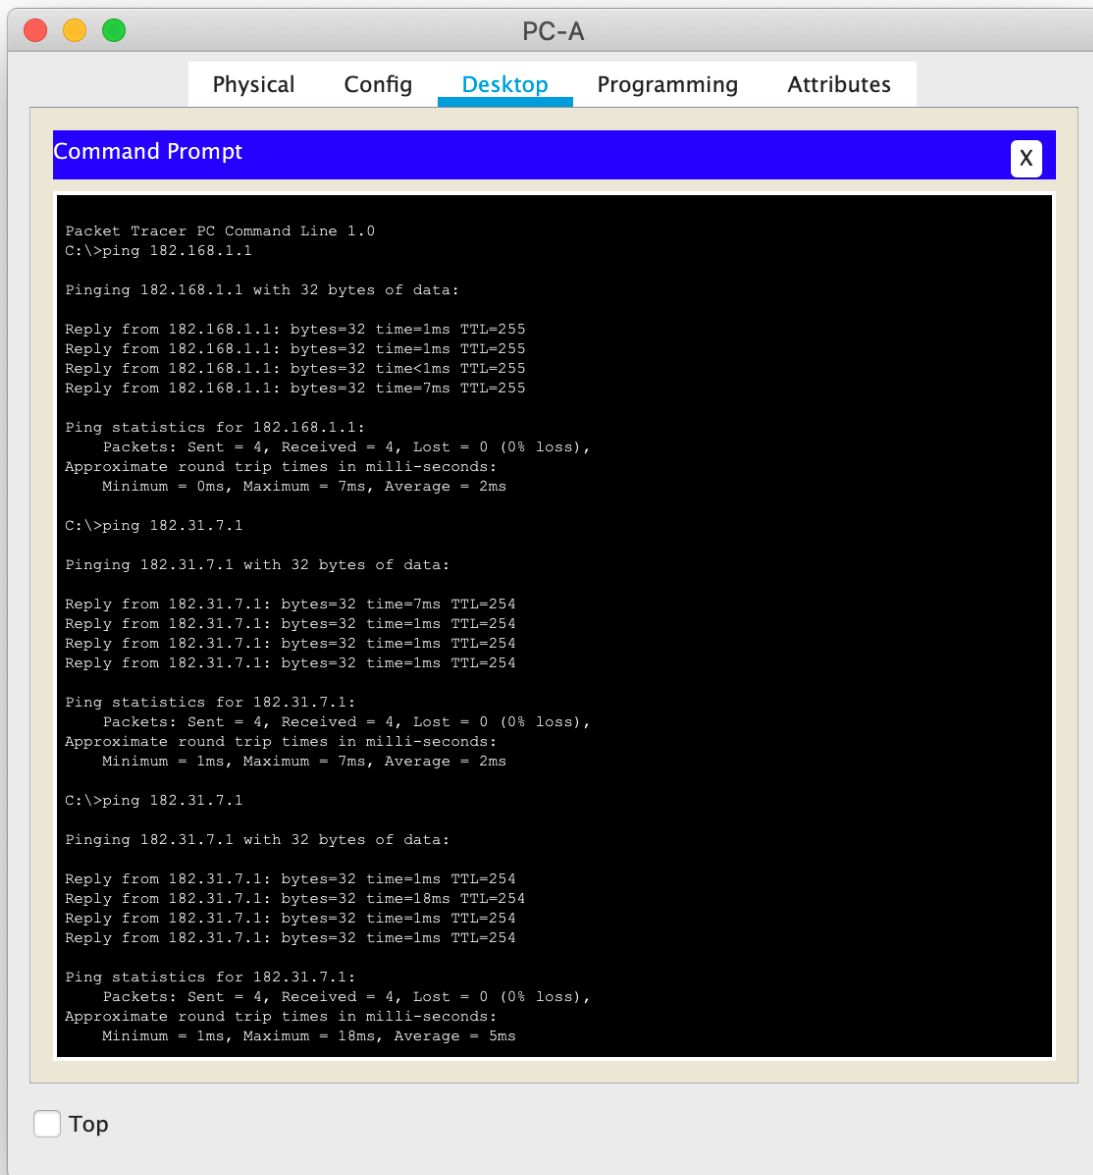 PC-A
Physical Config Desktop Programming Attributes
Command Prompt
X
Packet Tracer PC Command Line 1.0
C:\>ping 182.168.1.1
Pinging 182.168.1.1 with 32 bytes of data:
Reply from 182.168.1.1: bytes=32 time=1ms TTL=255
Reply from 182.168.1.1: bytes=32 time=1ms TTL=255
Reply from 182.168.1.1: bytes=32 time<1ms TTL=255
Reply from 182.168.1.1: bytes=32 time=7ms TTL=255
Ping statistics for 182.168.1.1:
    Packets: Sent = 4, Received = 4, Lost = 0 (0% loss),
Approximate round trip times in milli-seconds:
    Minimum = 0ms, Maximum = 7ms, Average = 2ms
C:\>ping 182.31.7.1
Pinging 182.31.7.1 with 32 bytes of data:
Reply from 182.31.7.1: bytes=32 time=7ms TTL=254
Reply from 182.31.7.1: bytes=32 time=1ms TTL=254
Reply from 182.31.7.1: bytes=32 time=1ms TTL=254
Reply from 182.31.7.1: bytes=32 time=1ms TTL=254
Ping statistics for 182.31.7.1:
    Packets: Sent = 4, Received = 4, Lost = 0 (0% loss),
Approximate round trip times in milli-seconds:
    Minimum = 1ms, Maximum = 7ms, Average = 2ms
C:\>ping 182.31.7.1
Pinging 182.31.7.1 with 32 bytes of data:
Reply from 182.31.7.1: bytes=32 time=1ms TTL=254
Reply from 182.31.7.1: bytes=32 time=18ms TTL=254
Reply from 182.31.7.1: bytes=32 time=1ms TTL=254
Reply from 182.31.7.1: bytes=32 time=1ms TTL=254
Ping statistics for 182.31.7.1:
    Packets: Sent = 4, Received = 4, Lost = 0 (0% loss),
Approximate round trip times in milli-seconds:
    Minimum = 1ms, Maximum = 18ms, Average = 5ms
Top